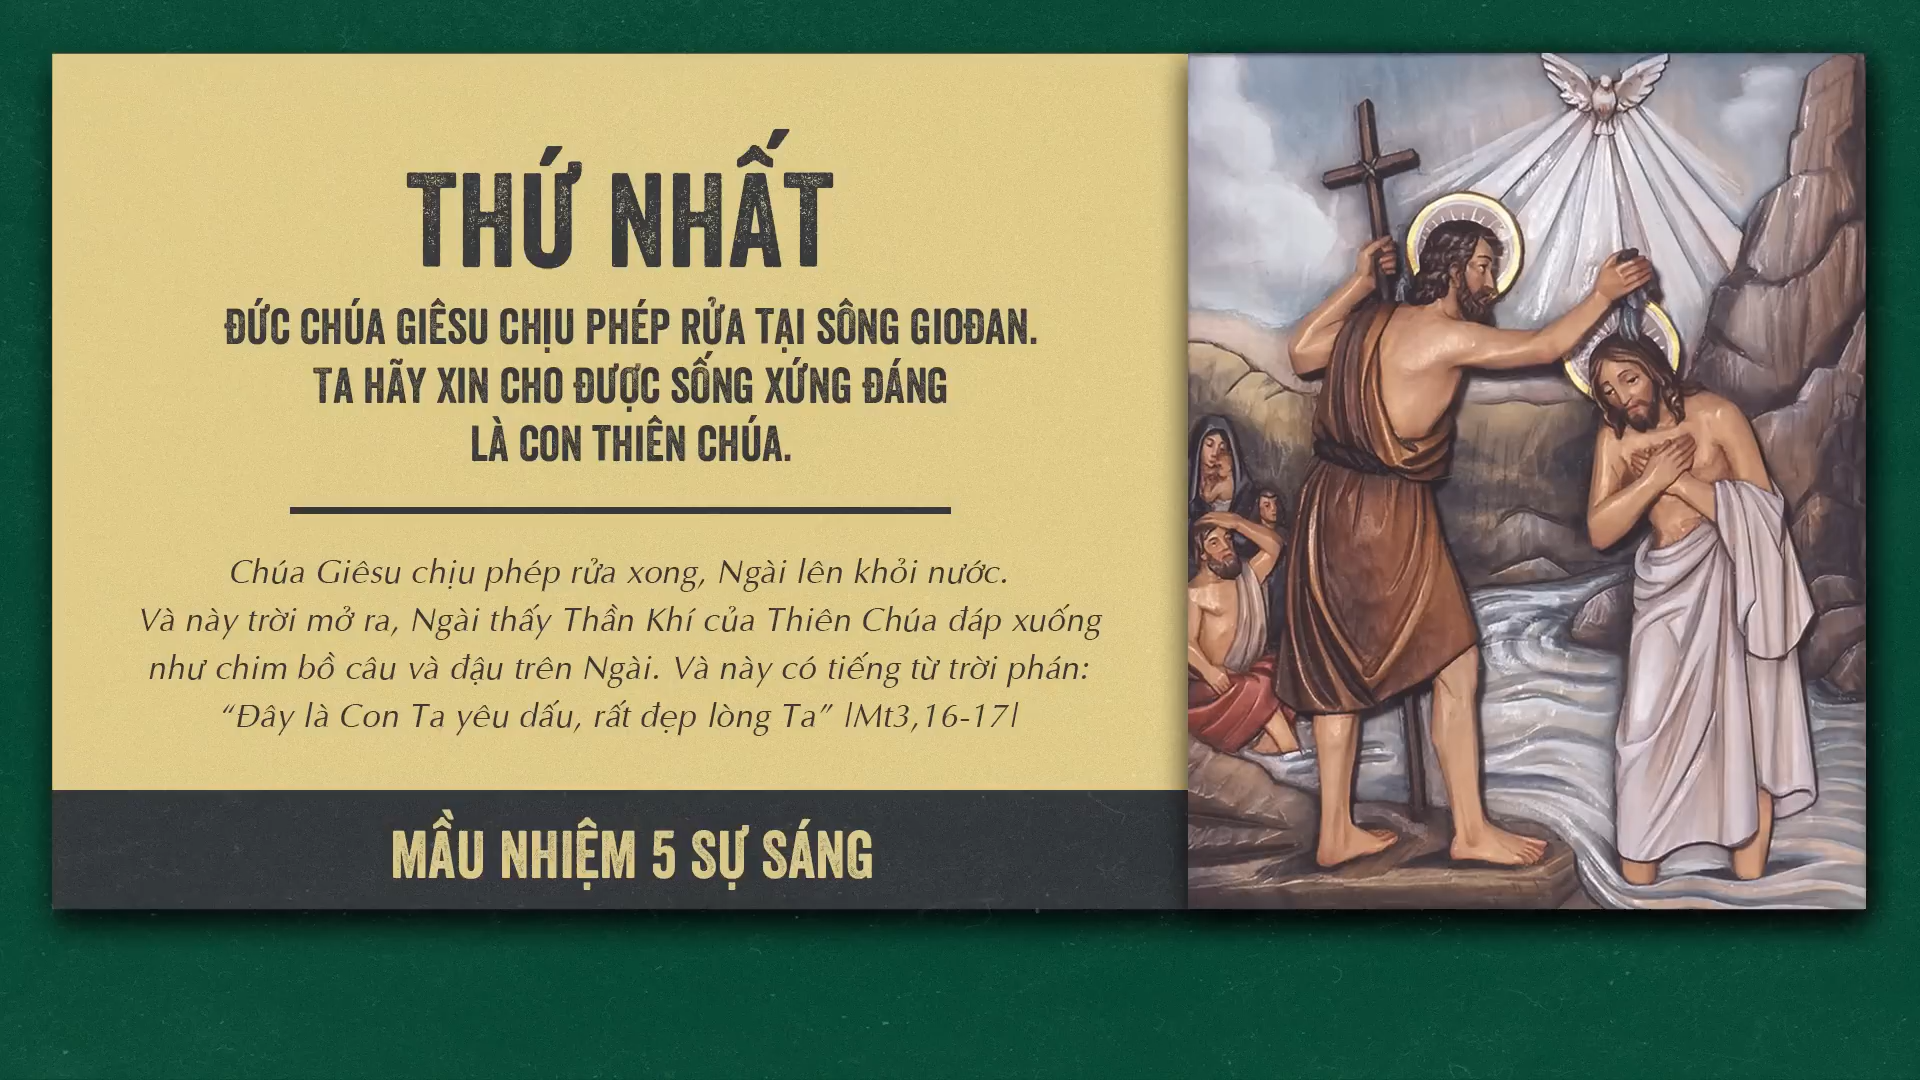 THỨ NHẤT
ĐỨC CHÚA GIÊSU CHỊU PHÉP RỬA TẠI SÔNG GIOĐAN.
TA HÃY XIN CHO ĐƯỢC SỐNG XỨNG ĐÁNG
LÀ CON THIÊN CHÚA.
Chúa Giêsu chịu phép rửa xong, Ngài lên khỏi nước.
Và này trời mở ra, Ngài thấy Thần Khí của Thiên Chúa đáp xuống
như chim bồ câu và đậu trên Ngài. Và này có tiếng từ trời phán:
“Đây là Con Ta yêu dấu, rất đẹp lòng Ta” |Mt3,16-17|
MẦU NHIỆM 5 SỰ SÁNG